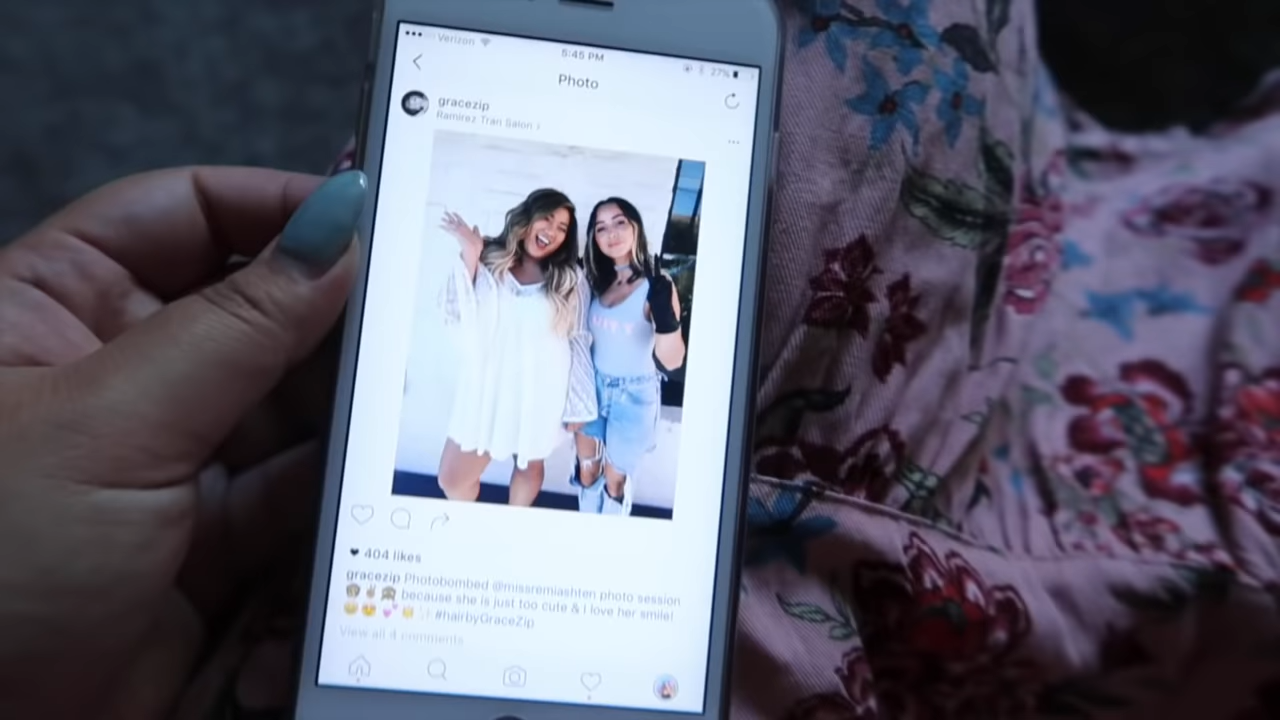 Verizon
5:45 PM
27%
Photo
gracezip
Ramirez Tran Salon
404 likes
gracezip Photobombed @missremiashten photo session
because she is just too cute & i love her smile!
#hairbyGraceZip
View all 4 comments